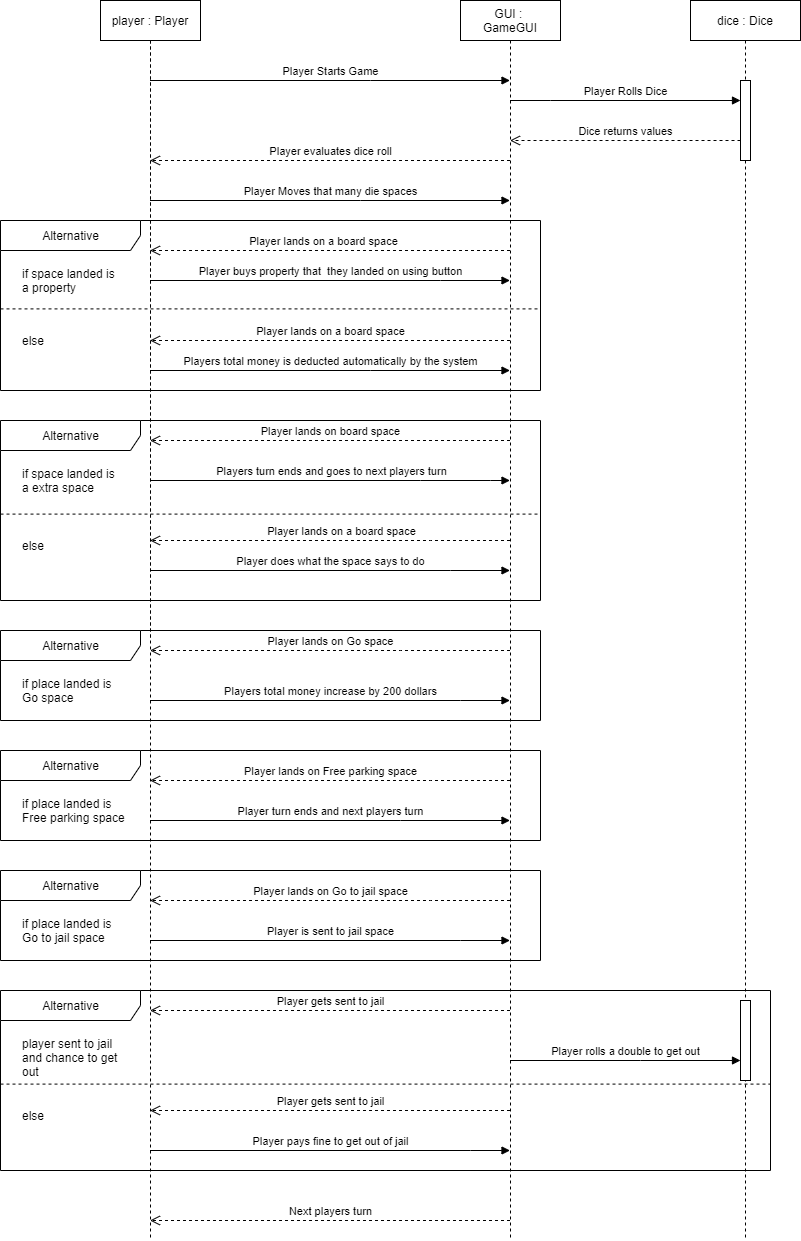 player : Player
GUI :
GameGUI
dice : Dice
Player Starts Game
Player Rolls Dice
Dice returns values
Player evaluates dice roll
Player Moves that many die spaces
Alternative
Player lands on a board space
if space landed is
a property
Player buys property that they landed on using button
else
Player lands on a board space
Players total money is deducted automatically by the system
Alternative
Player lands on board space
if space landed is
a extra space
Players turn ends and goes to next players turn
else
Player lands on a board space
Player does what the space says to do
Alternative
Player lands on Go space
if place landed is
Go space
Players total money increase by 200 dollars
Alternative
Player lands on Free parking space
if place landed is
Free parking space
Player turn ends and next players turn
Alternative
Player lands on Go to jail space
if place landed is
Go to jail space
Player is sent to jail space
Alternative
Player gets sent to jail
player sent to jail
and chance to get
out
Player rolls a double to get out
else
Player gets sent to jail
Player pays fine to get out of jail
Next players turn